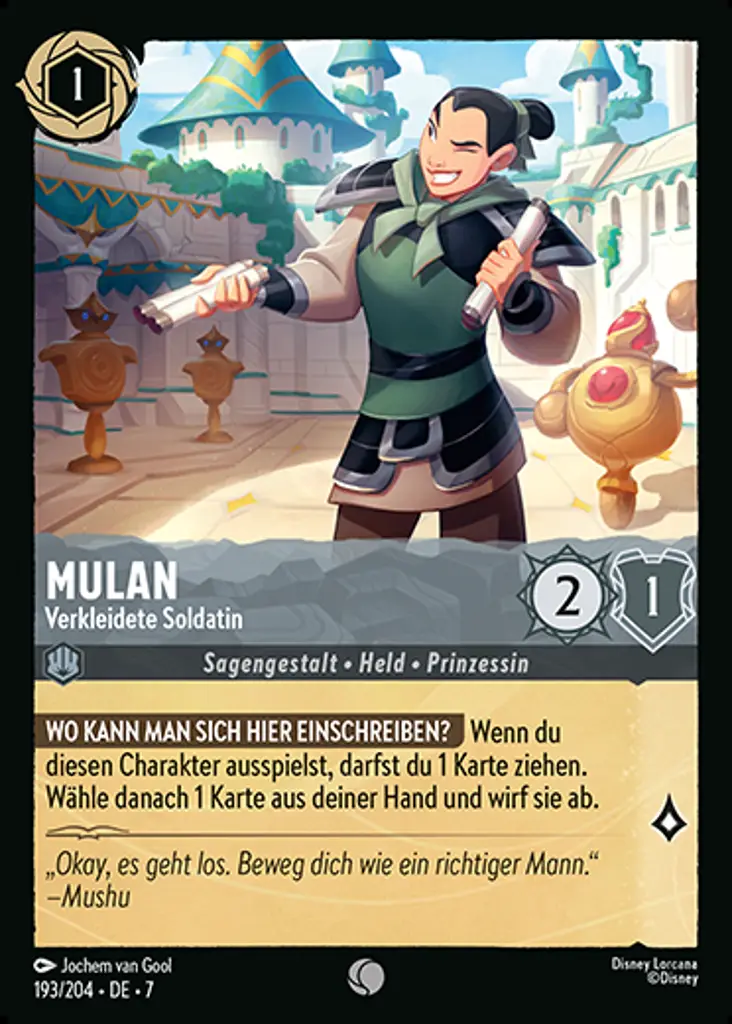 1
MULAN
Verkleidete Soldatin
2
1
Sagengestalt • Held • Prinzessin
WO KANN MAN SICH HIER EINSCHREIBEN? Wenn du
diesen Charakter ausspielst, darfst du 1 Karte ziehen.
Wähle danach 1 Karte aus deiner Hand und wirf sie ab.
„Okay, es geht los. Beweg dich wie ein richtiger Mann.“
–Mushu
Jochem van Gool
193/204 • DE • 7
Disney Lorcana
©Disney